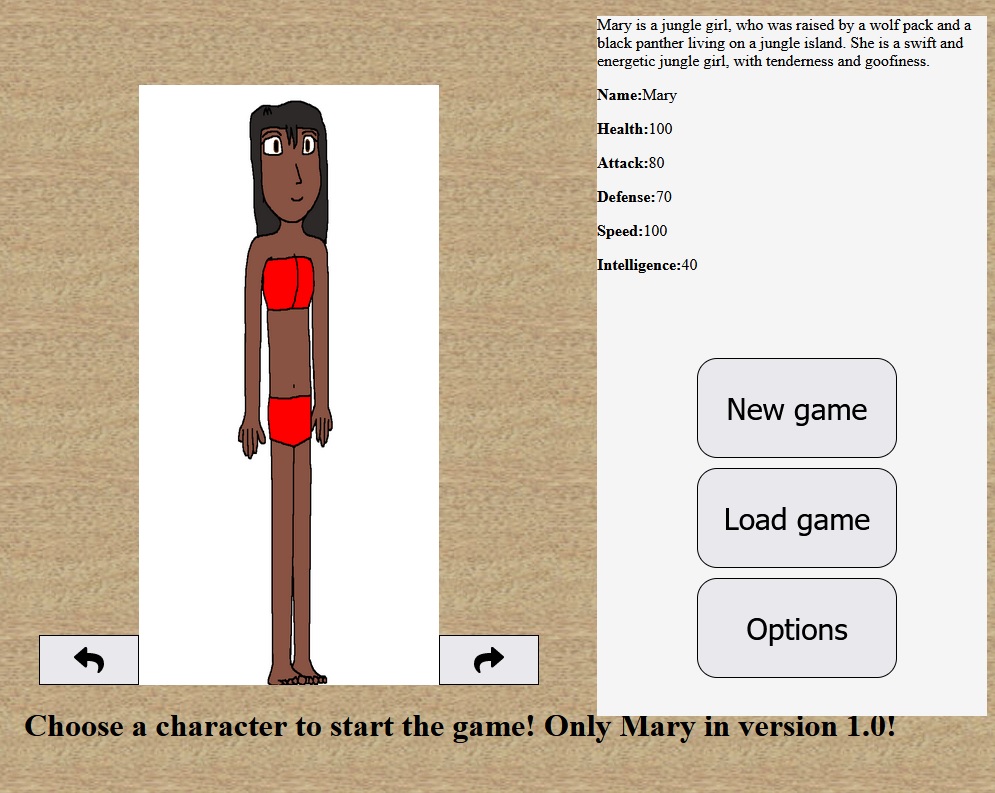 Mary is a jungle girl, who was raised by a wolf pack and a
black panther living on a jungle island. She is a swift and
energetic jungle girl, with tenderness and goofiness.
Name:Mary
Health:100
Attack:80
Defense:70
Speed:100
Intelligence:40
New game
Load game
Options
Choose a character to start the game! Only Mary in version 1.0!